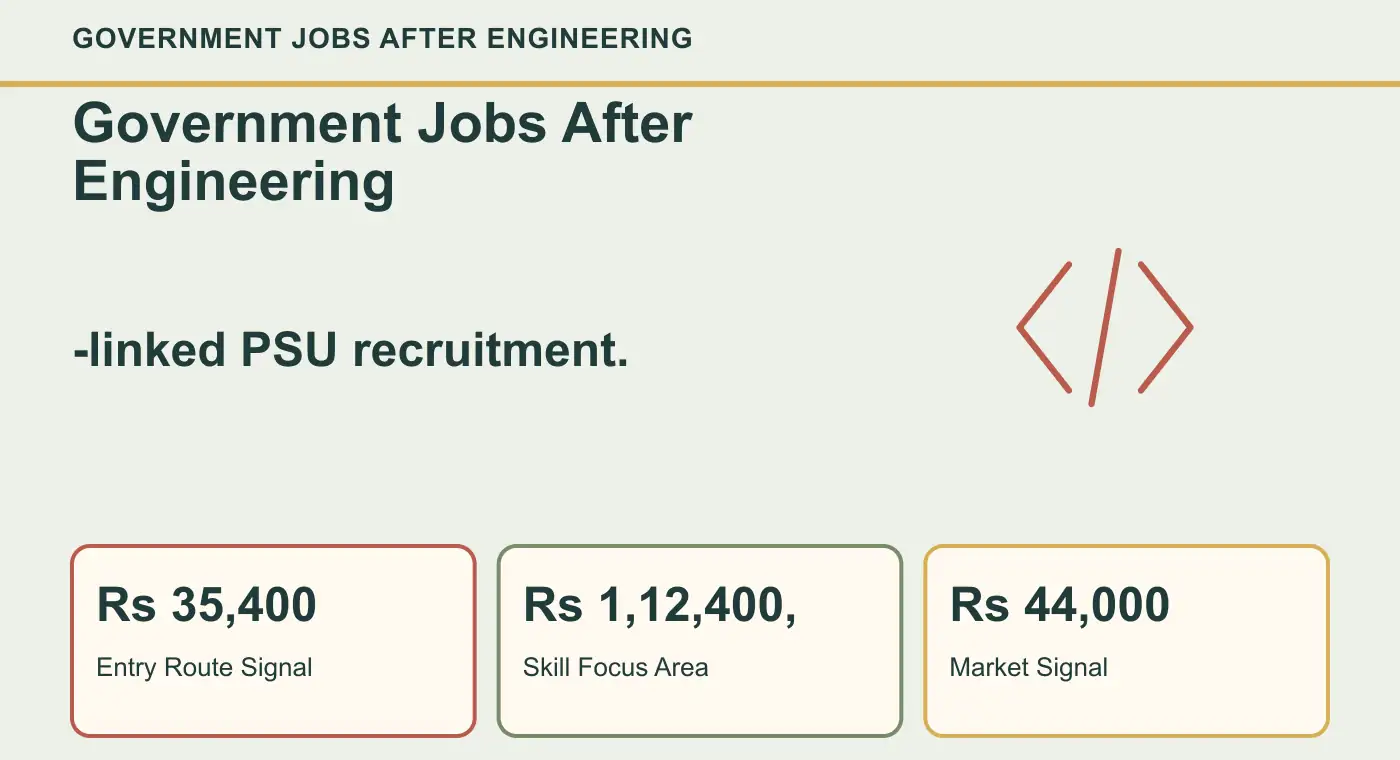 GOVERNMENT JOBS AFTER ENGINEERING
Government Jobs After
Engineering
-linked PSU recruitment.
Rs 35,400
Entry Route Signal
Rs 1,12,400,
Skill Focus Area
Rs 44,000
Market Signal